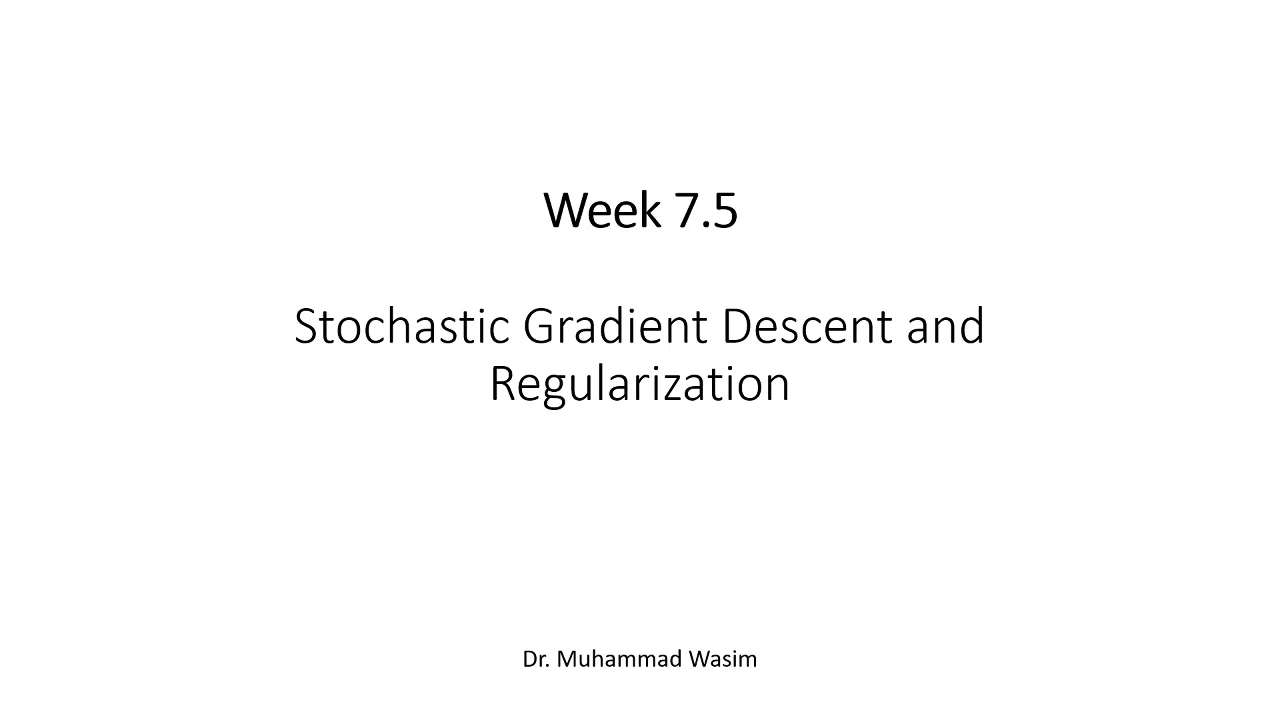 Week 7.5
Stochastic Gradient Descent and
Regularization
Dr. Muhammad Wasim